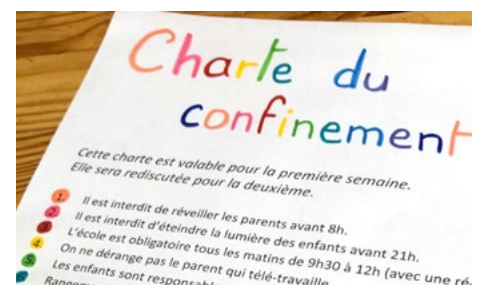 Charte du
confinement
Cette charte est valable pour la première semaine.
Elle sera rediscutée pour la deuxième.
1. Il est interdit de réveiller les parents avant 8h.
2. Il est interdit d'éteindre la lumière des enfants avant 21h.
3. L'école est obligatoire tous les matins de 9h30 à 12h (avec une ré-
4. On ne dérange pas le parent qui télé-travaille
5. Les enfants sont